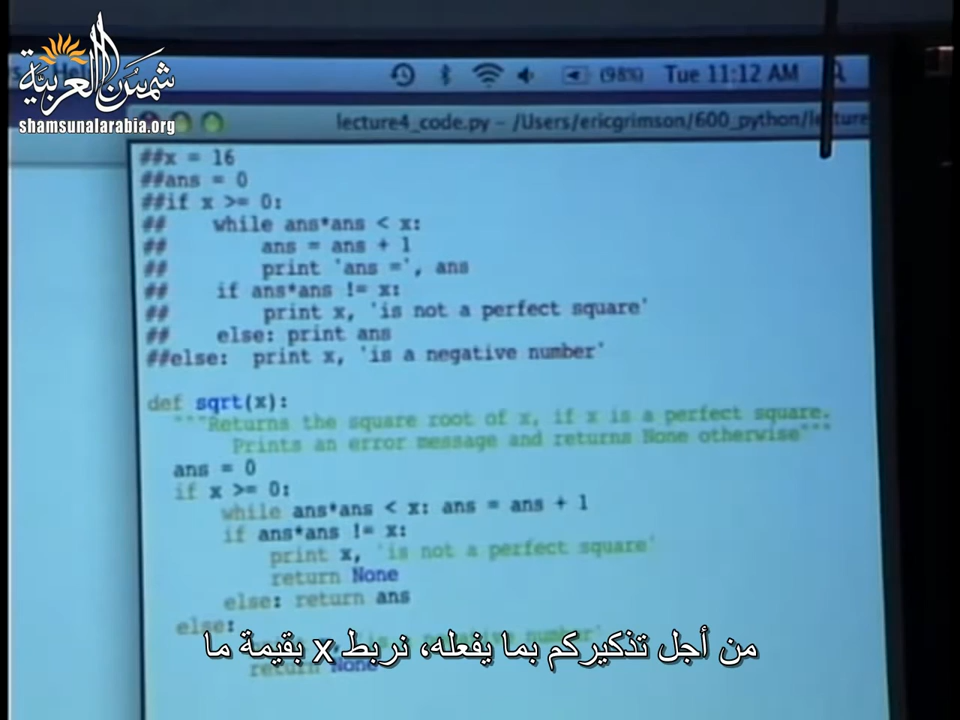 شمس العربية
shamsunalarabia.org
(98%) Tue 11:12 AM
lecture4_code.py – /Users/ericgrimson/600_python/lecture
##x = 16
##ans = 0
##if x >= 0:
##    while ans*ans < x:
##        ans = ans + 1
##        print 'ans =', ans
##    if ans*ans != x:
##        print x, 'is not a perfect square'
##    else: print ans
##else:  print x, 'is a negative number'
def sqrt(x):
"""Returns the square root of x, if x is a perfect square.
Prints an error message and returns None otherwise"""
ans = 0
if x >= 0:
while ans*ans < x: ans = ans + 1
if ans*ans != x:
print x, 'is not a perfect square'
return None
else: return ans
else:
number'
return None
من أجل تذكيركم بما يفعله، نربط x بقيمة ما